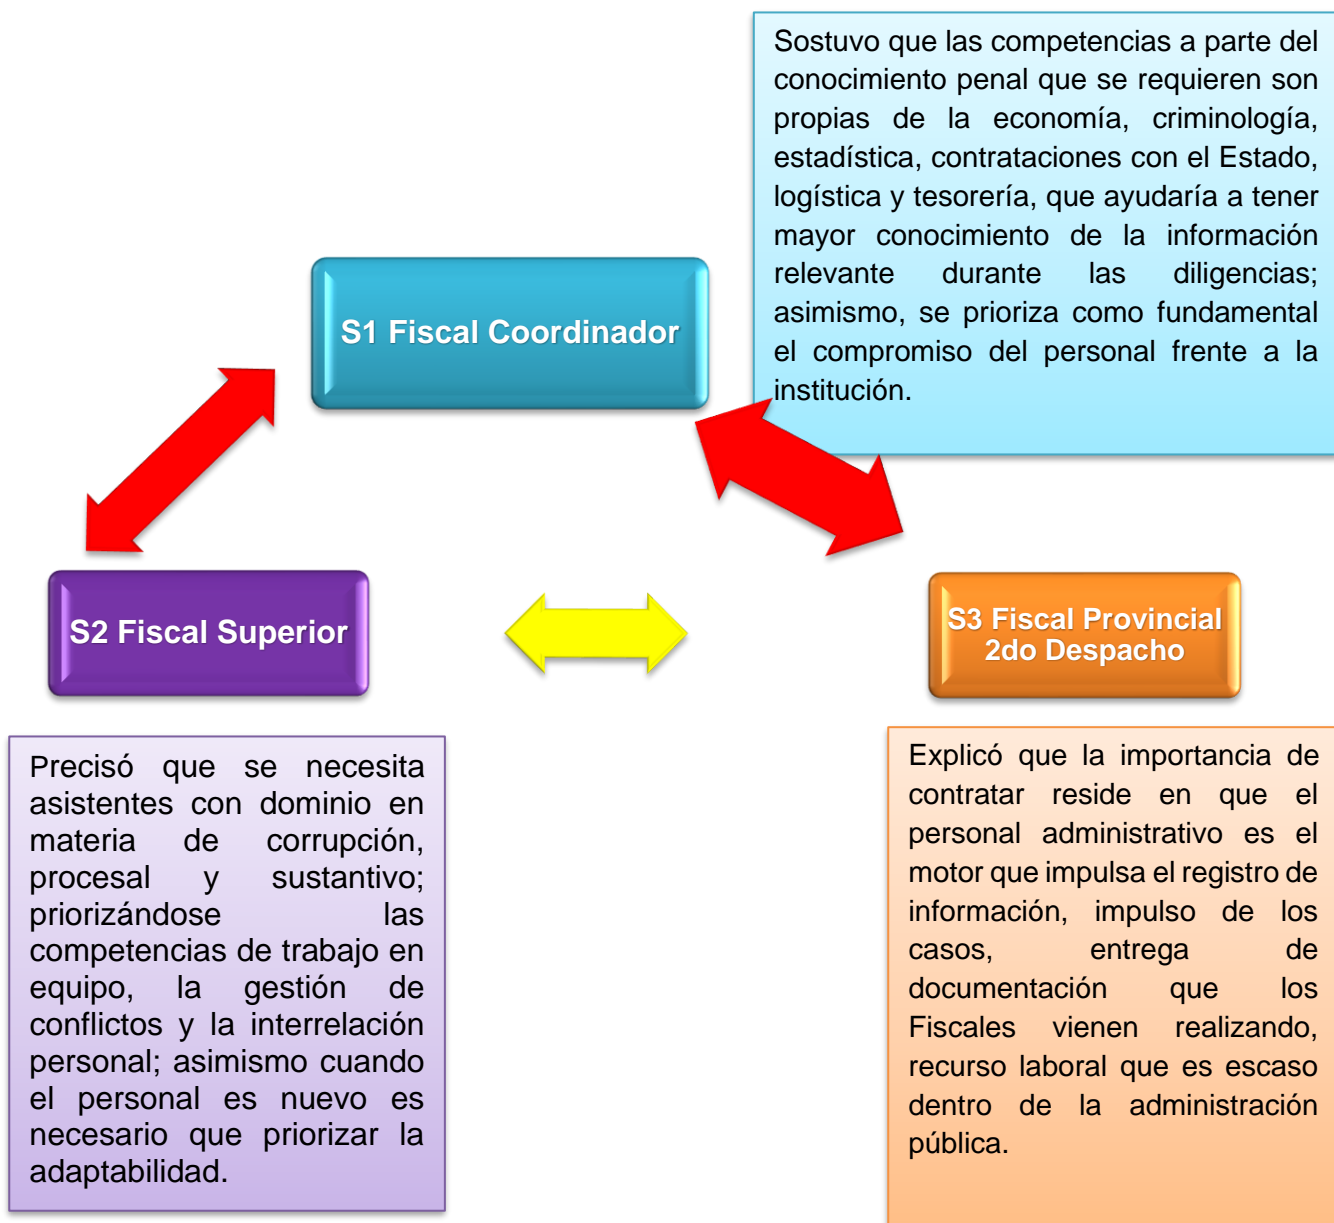 Sostuvo que las competencias a parte del
conocimiento penal que se requieren son
propias de la economía, criminología,
estadística, contrataciones con el Estado,
logística y tesorería, que ayudaría a tener
mayor conocimiento de la información
relevante durante las diligencias;
asimismo, se prioriza como fundamental
el compromiso del personal frente a la
institución.
S1 Fiscal Coordinador
S2 Fiscal Superior
S3 Fiscal Provincial
2do Despacho
Precisó que se necesita
asistentes con dominio en
materia de corrupción,
procesal y sustantivo;
priorizándose las
competencias de trabajo en
equipo, la gestión de
conflictos y la interrelación
personal; asimismo cuando
el personal es nuevo es
necesario que priorizar la
adaptabilidad.
Explicó que la importancia de
contratar reside en que el
personal administrativo es el
motor que impulsa el registro de
información, impulso de los
casos, entrega de
documentación que los
Fiscales vienen realizando,
recurso laboral que es escaso
dentro de la administración
pública.